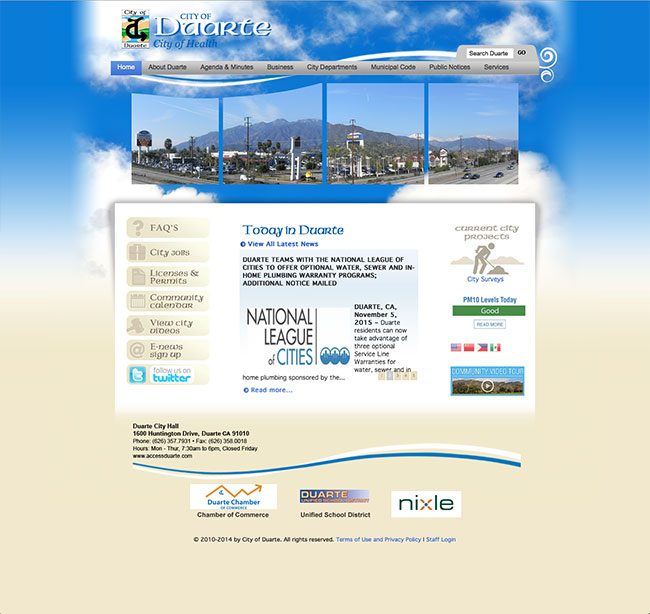 City of
Duarte
CITY OF
Duarte
City of Health
Search Duarte GO
Home About Duarte Agenda & Minutes Business City Departments Municipal Code Public Notices Services
FAQ'S
City jobs
Licenses &
Permits
Community
calendar
View city
videos
E-news
sign up
follow us on
twitter
Today in Duarte
View All Latest News
DUARTE TEAMS WITH THE NATIONAL LEAGUE OF
CITIES TO OFFER OPTIONAL WATER, SEWER AND IN-
HOME PLUMBING WARRANTY PROGRAMS;
ADDITIONAL NOTICE MAILED
NATIONAL
LEAGUE
of CITIES
DUARTE, CA,
November 5,
2015 – Duarte
residents can now
take advantage of
three optional
Service Line
Warranties for
water, sewer and in-
home plumbing sponsored by the...
1 2 3 4 5
Read more...
current city
projects
City Surveys
PM10 Levels Today
Good
READ MORE
COMMUNITY VIDEO TOUR
Duarte City Hall
1600 Huntington Drive, Duarte CA 91010
Phone: (626) 357.7931 • Fax: (626) 358.0018
Hours: Mon - Thur, 7:30am to 6pm, Closed Friday
www.accessduarte.com
Duarte Chamber
OF COMMERCE
Chamber of Commerce
DUARTE
UNIFIED SCHOOL DISTRICT
Unified School District
nixle
© 2010-2014 by City of Duarte. All rights reserved. Terms of Use and Privacy Policy | Staff Login